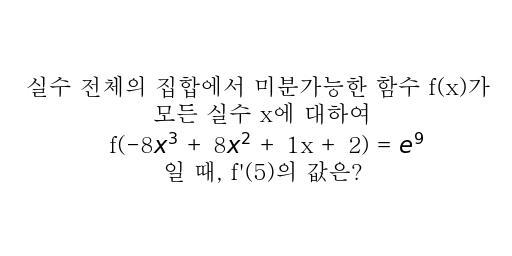 실수 전체의 집합에서 미분가능한 함수 f(x)가
모든 실수 x에 대하여
f(-8x³ + 8x² + 1x + 2) = e⁹
일 때, f'(5)의 값은?